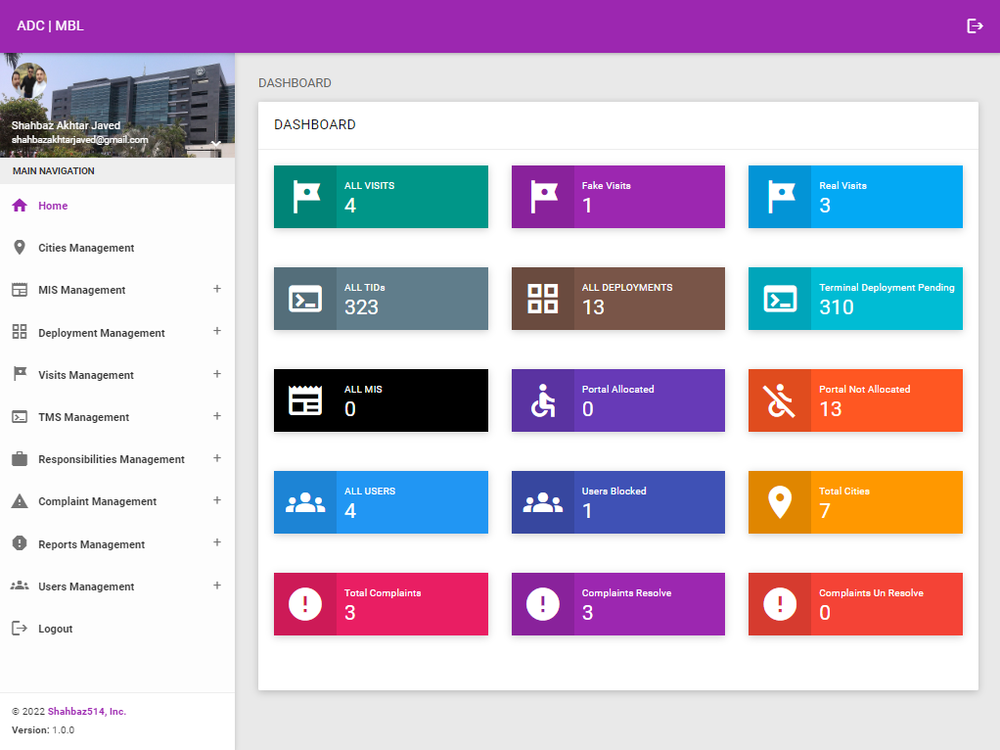 ADC | MBL
Shahbaz Akhtar Javed
shahbazakhtarjaved@gmail.com
MAIN NAVIGATION
Home
Cities Management
MIS Management +
Deployment Management +
Visits Management +
TMS Management +
Responsibilities Management +
Complaint Management +
Reports Management +
Users Management +
Logout
© 2022 Shahbaz514, Inc.
Version: 1.0.0
DASHBOARD
DASHBOARD
ALL VISITS
4
Fake Visits
1
Real Visits
3
ALL TIDs
323
ALL DEPLOYMENTS
13
Terminal Deployment Pending
310
ALL MIS
0
Portal Allocated
0
Portal Not Allocated
13
ALL USERS
4
Users Blocked
1
Total Cities
7
Total Complaints
3
Complaints Resolve
3
Complaints Un Resolve
0